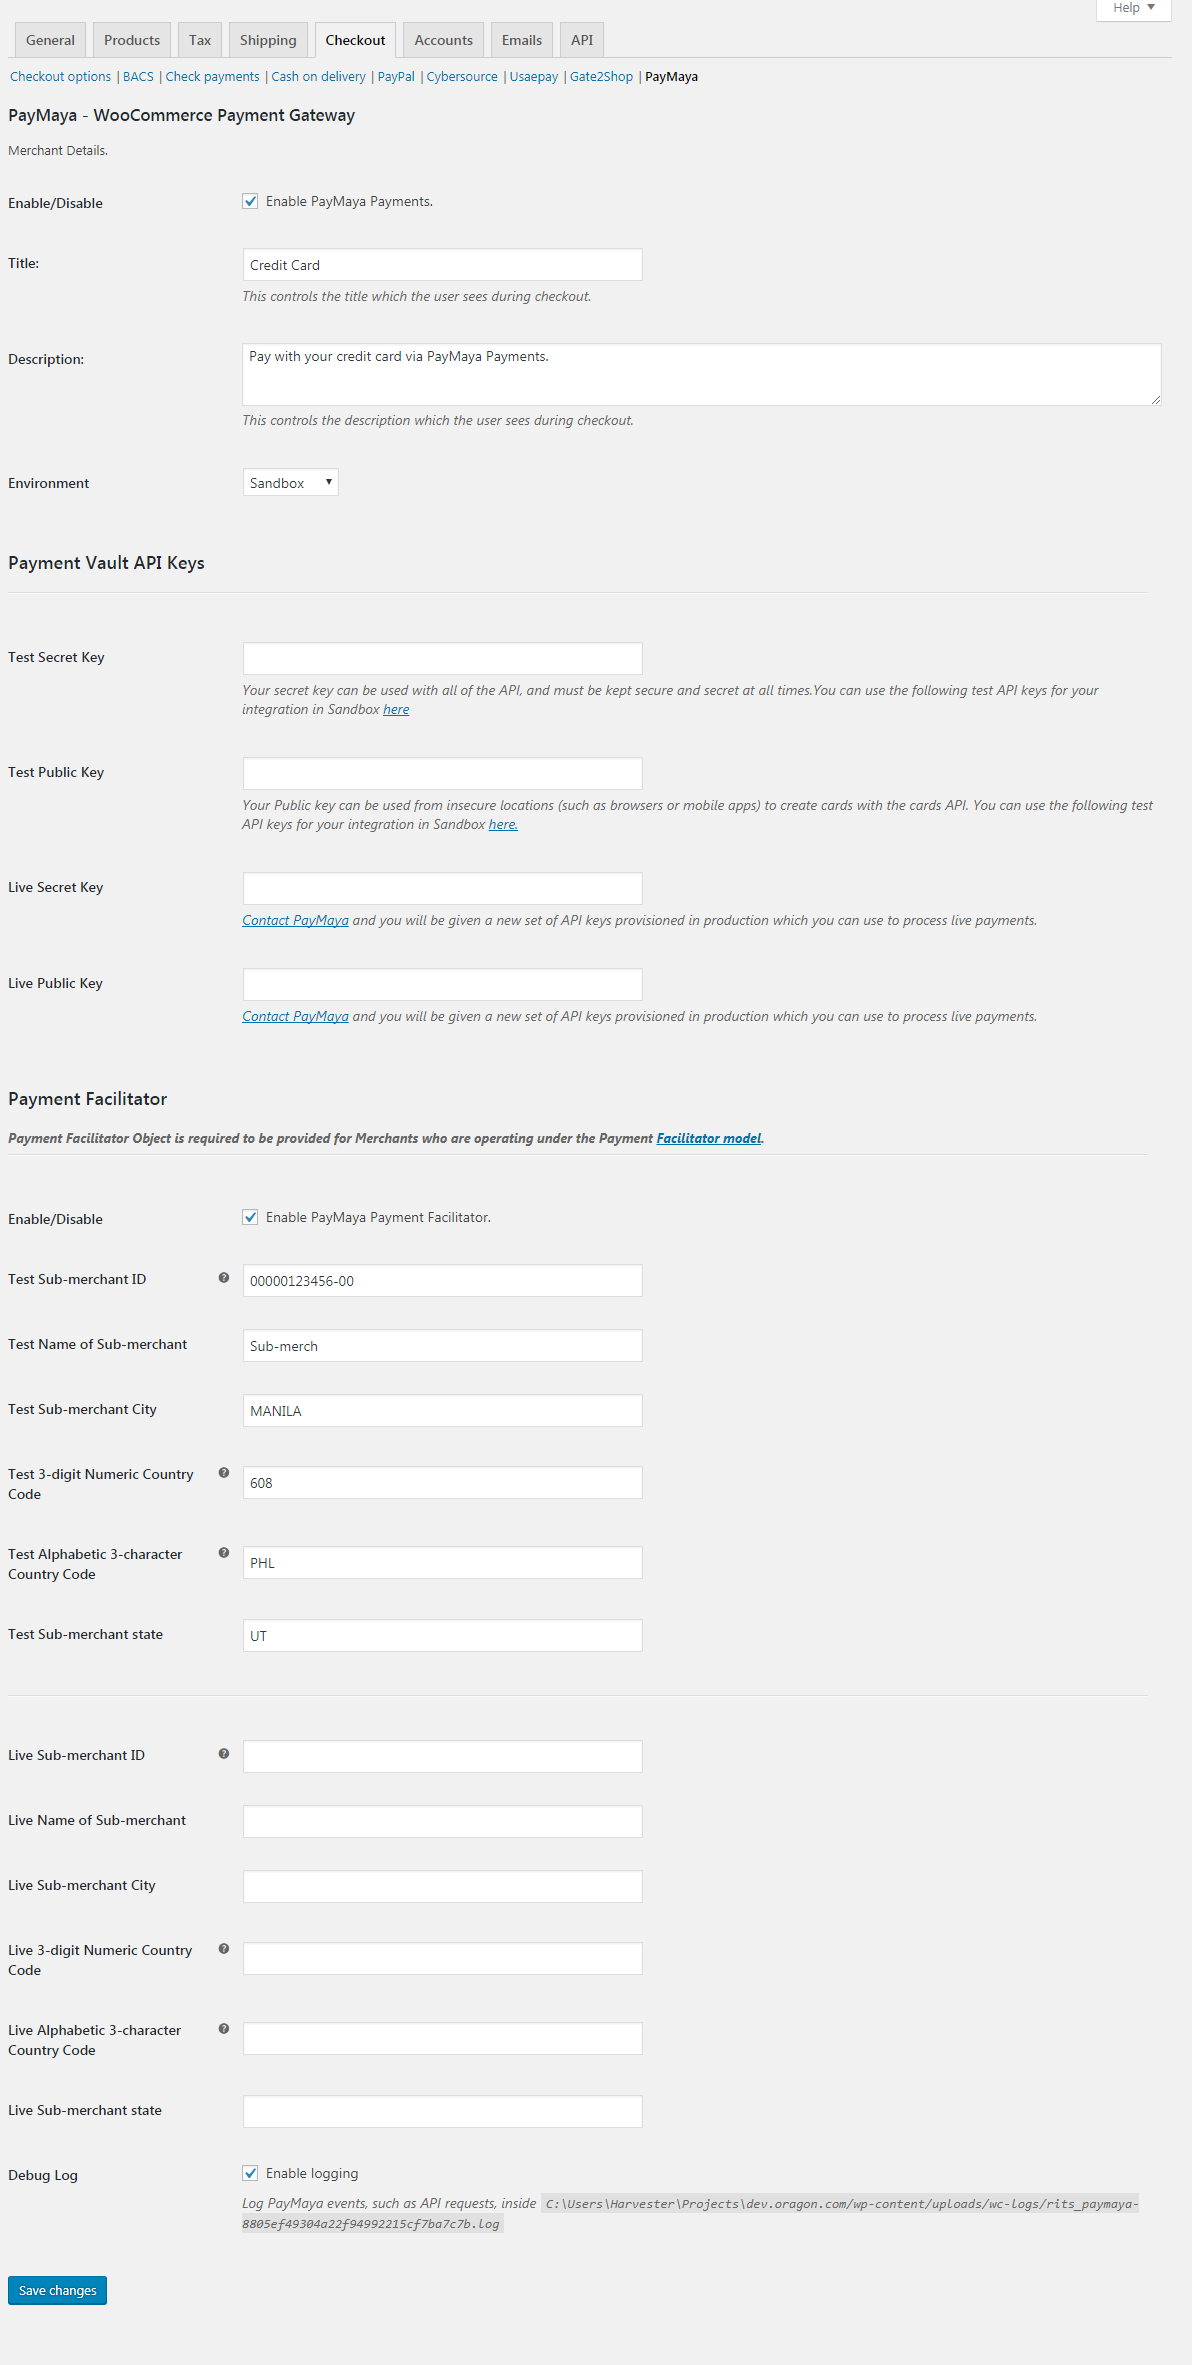 Help
General Products Tax Shipping Checkout Accounts Emails API
Checkout options | BACS | Check payments | Cash on delivery | PayPal | Cybersource | Usaepay | Gate2Shop | PayMaya
PayMaya - WooCommerce Payment Gateway
Merchant Details.
Enable/Disable Enable PayMaya Payments.
Title: Credit Card
This controls the title which the user sees during checkout.
Description: Pay with your credit card via PayMaya Payments.
This controls the description which the user sees during checkout.
Environment Sandbox
Payment Vault API Keys
Test Secret Key
Your secret key can be used with all of the API, and must be kept secure and secret at all times.You can use the following test API keys for your
integration in Sandbox here
Test Public Key
Your Public key can be used from insecure locations (such as browsers or mobile apps) to create cards with the cards API. You can use the following test
API keys for your integration in Sandbox here.
Live Secret Key
Contact PayMaya and you will be given a new set of API keys provisioned in production which you can use to process live payments.
Live Public Key
Contact PayMaya and you will be given a new set of API keys provisioned in production which you can use to process live payments.
Payment Facilitator
Payment Facilitator Object is required to be provided for Merchants who are operating under the Payment Facilitator model.
Enable/Disable Enable PayMaya Payment Facilitator.
Test Sub-merchant ID ? 00000123456-00
Test Name of Sub-merchant Sub-merch
Test Sub-merchant City MANILA
Test 3-digit Numeric Country ? 608
Code
Test Alphabetic 3-character ? PHL
Country Code
Test Sub-merchant state UT
Live Sub-merchant ID ?
Live Name of Sub-merchant
Live Sub-merchant City
Live 3-digit Numeric Country ?
Code
Live Alphabetic 3-character ?
Country Code
Live Sub-merchant state
Debug Log Enable logging
Log PayMaya events, such as API requests, inside C:\Users\Harvester\Projects\dev.oragon.com/wp-content/uploads/wc-logs/rits_paymaya-
8805ef49304a22f94992215cf7ba7c7b.log
Save changes